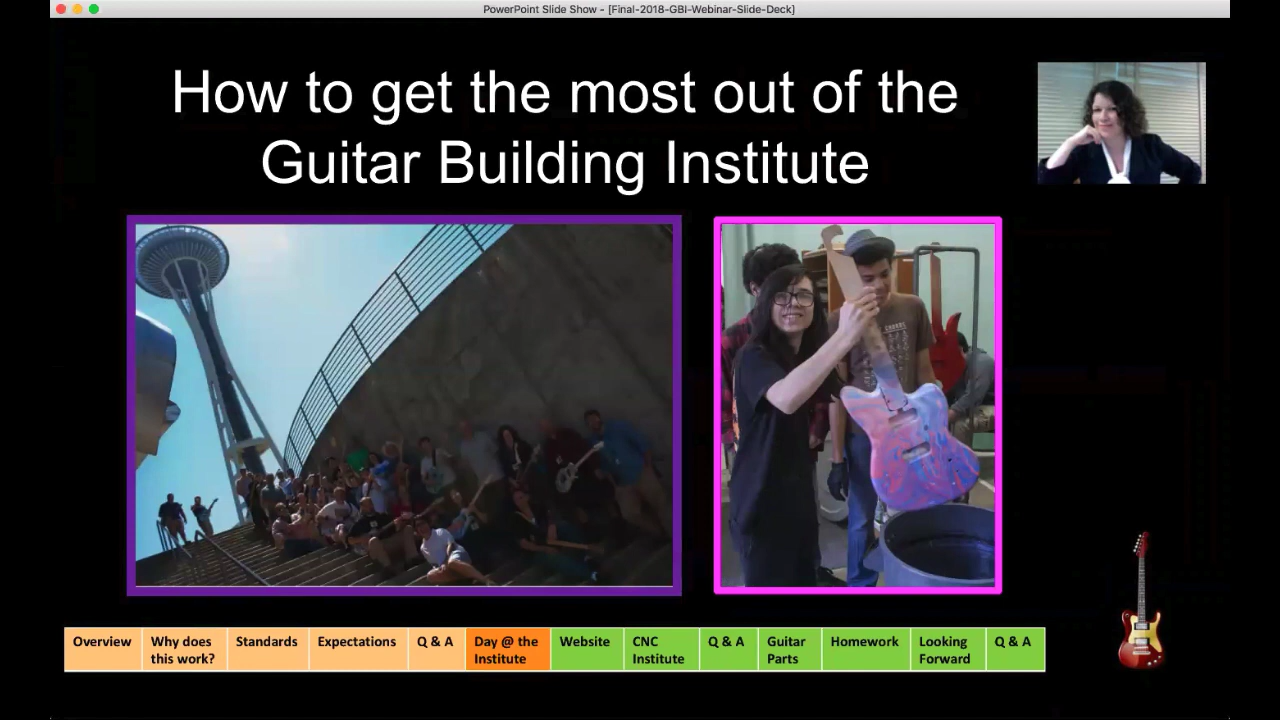 PowerPoint Slide Show - [Final-2018-GBI-Webinar-Slide-Deck]
How to get the most out of the
Guitar Building Institute
Overview
Why does
this work?
Standards
Expectations
Q & A
Day @ the
Institute
Website
CNC
Institute
Q & A
Guitar
Parts
Homework
Looking
Forward
Q & A